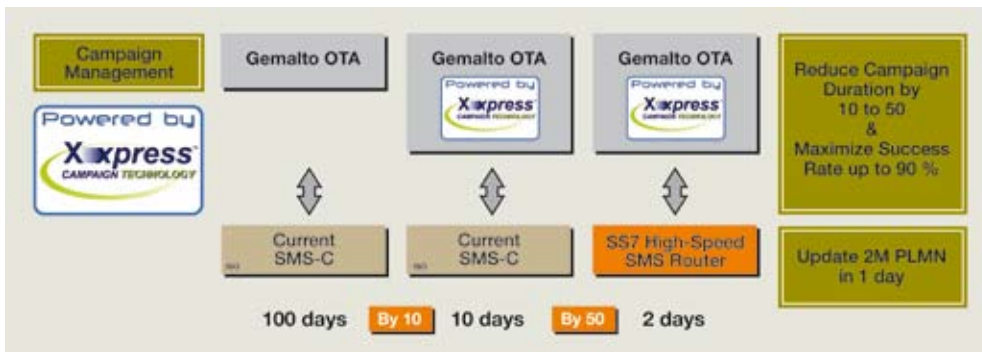 Campaign
Management
Powered by
Xxpress
CAMPAIGN TECHNOLOGY
Gemalto OTA
Gemalto OTA
Powered by
Xxpress
CAMPAIGN TECHNOLOGY
Gemalto OTA
Powered by
Xxpress
CAMPAIGN TECHNOLOGY
Current
SMS-C
Current
SMS-C
SS7 High-Speed
SMS Router
100 days
By 10
10 days
By 50
2 days
Reduce Campaign
Duration by
10 to 50
&
Maximize Success
Rate up to 90 %
Update 2M PLMN
in 1 day